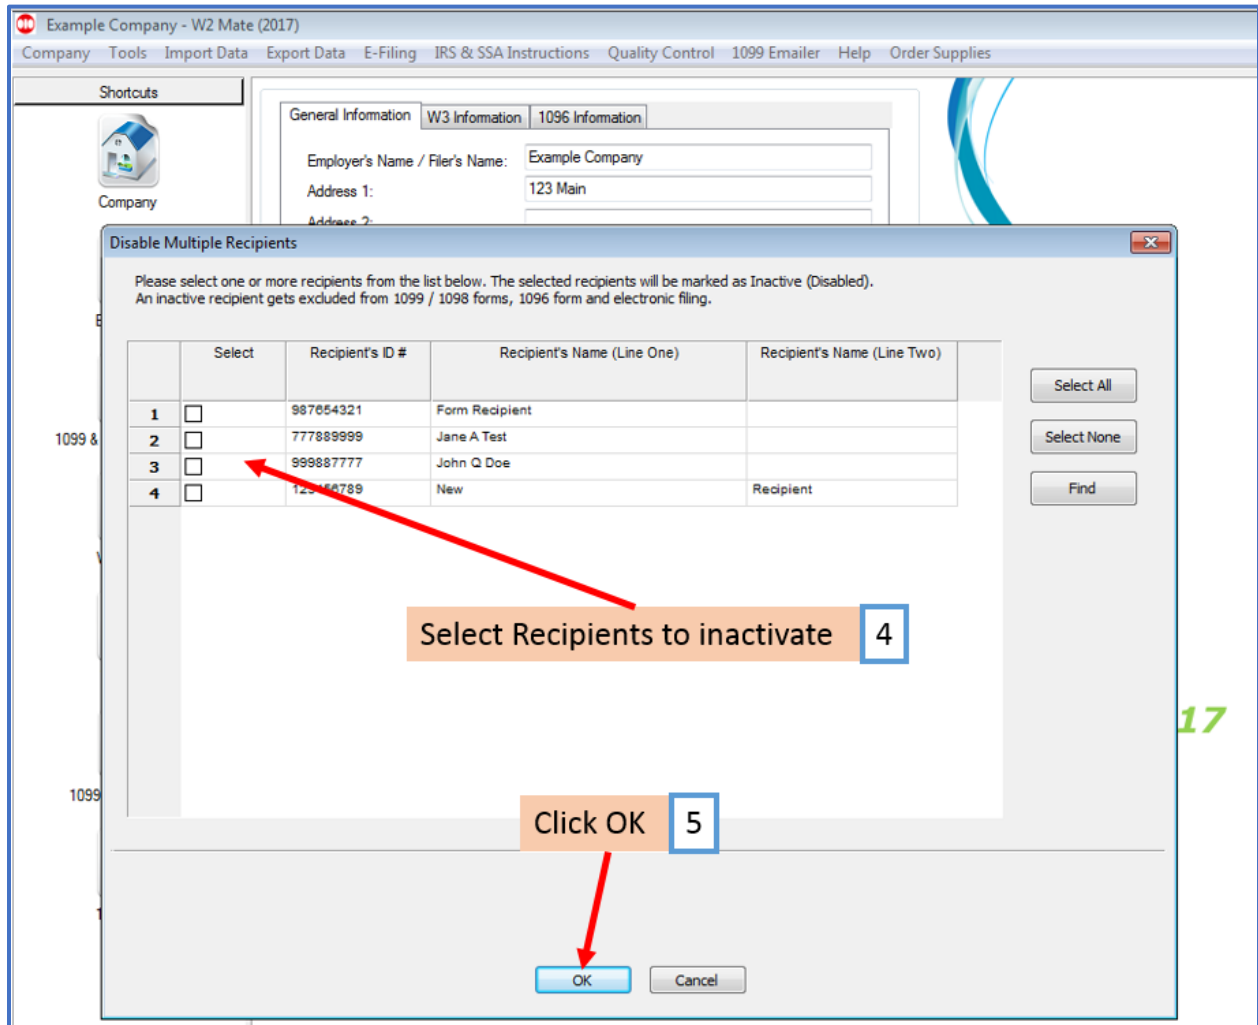 Example Company - W2 Mate (2017)
Company Tools Import Data Export Data E-Filing IRS & SSA Instructions Quality Control 1099 Emailer Help Order Supplies
Shortcuts
Company
General Information W3 Information 1096 Information
Employer's Name / Filer's Name: Example Company
Address 1: 123 Main
Address 2:
Disable Multiple Recipients
Please select one or more recipients from the list below. The selected recipients will be marked as Inactive (Disabled).
An inactive recipient gets excluded from 1099 / 1098 forms, 1096 form and electronic filing.
Select Recipient's ID # Recipient's Name (Line One) Recipient's Name (Line Two)
1 987654321 Form Recipient
2 777889999 Jane A Test
3 999887777 John Q Doe
4 123456789 New Recipient
Select All
Select None
Find
1099 &
Select Recipients to inactivate 4
17
1099
Click OK 5
OK Cancel